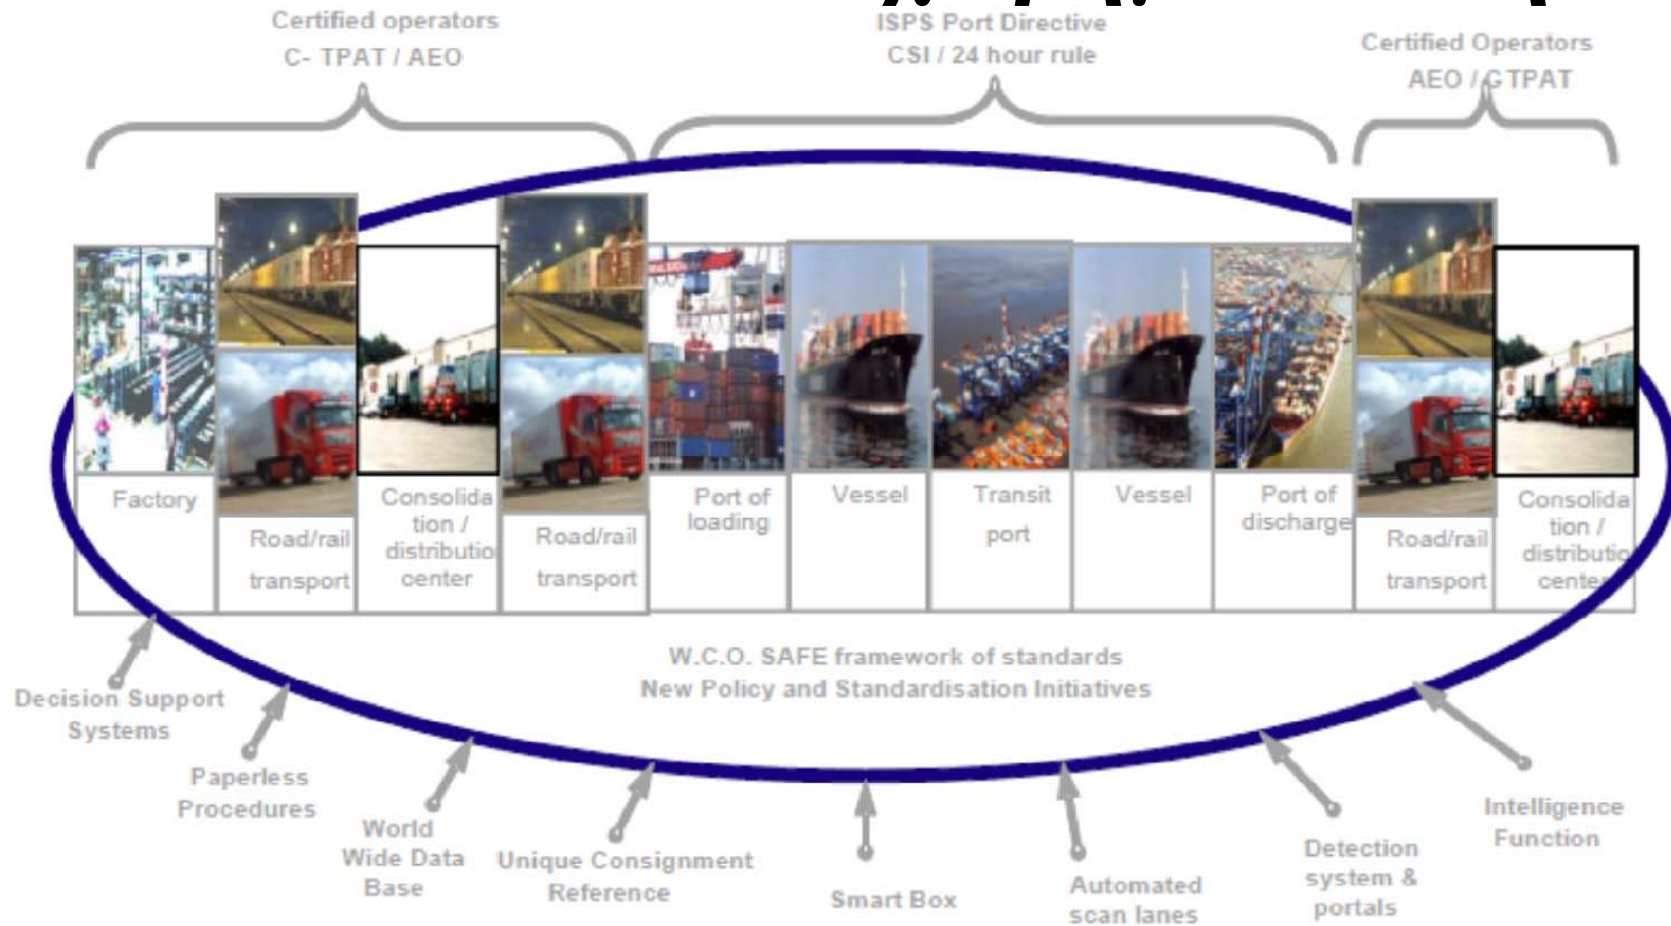 Certified operators
C- TPAT / AEO
ISPS Port Directive
CSI / 24 hour rule
Certified Operators
AEO / CTPAT
Factory
Road/rail
transport
Consolida
tion /
distributio
center
Road/rail
transport
Port of
loading
Vessel
Transit
port
Vessel
Port of
discharge
Road/rail
transport
Consolida
tion /
distributio
center
W.C.O. SAFE framework of standards
New Policy and Standardisation Initiatives
Decision Support
Systems
Paperless
Procedures
World
Wide Data
Base
Unique Consignment
Reference
Smart Box
Automated
scan lanes
Detection
system &
portals
Intelligence
Function